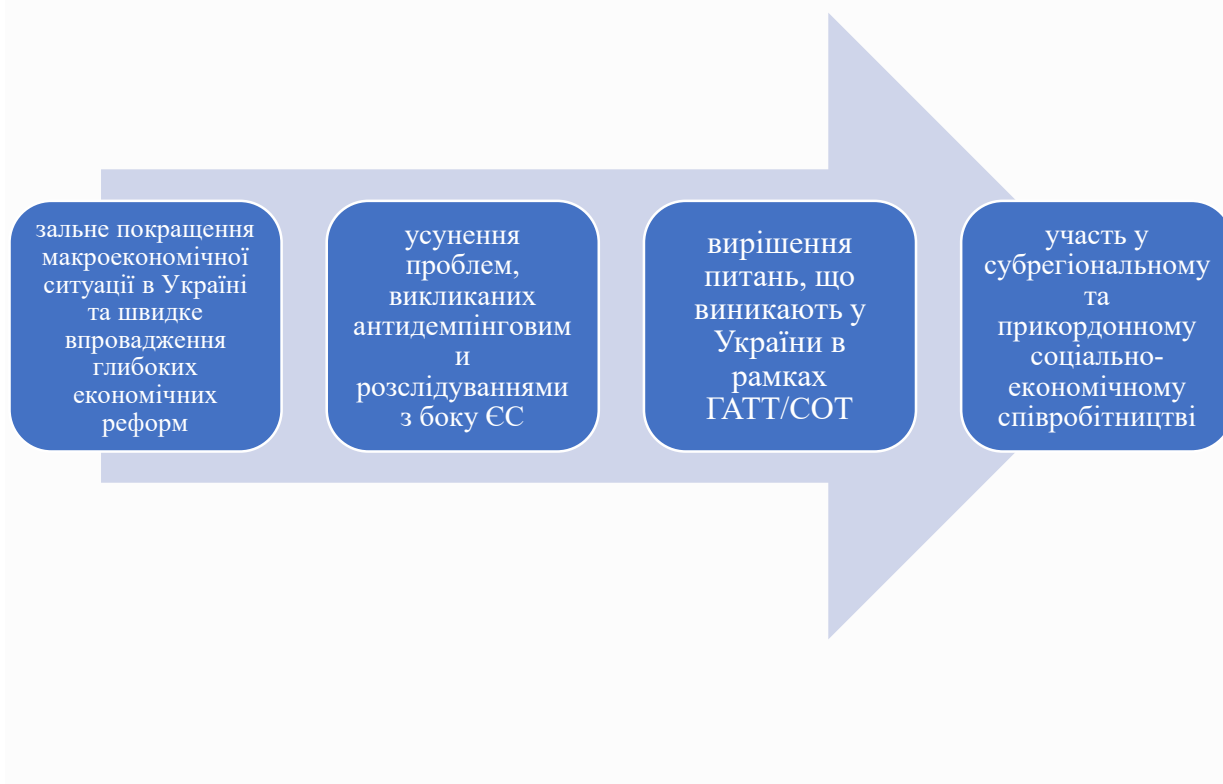 зальне покращення
макроекономічної
ситуації в Україні
та швидке
впровадження
глибоких
економічних
реформ
усунення
проблем,
викликаних
антидемпінговим
и
розслідуваннями
з боку ЄС
вирішення
питань, що
виникають у
України в
рамках
ГАТТ/СОТ
участь у
субрегіональному
та
прикордонному
соціально-
економічному
співробітництві